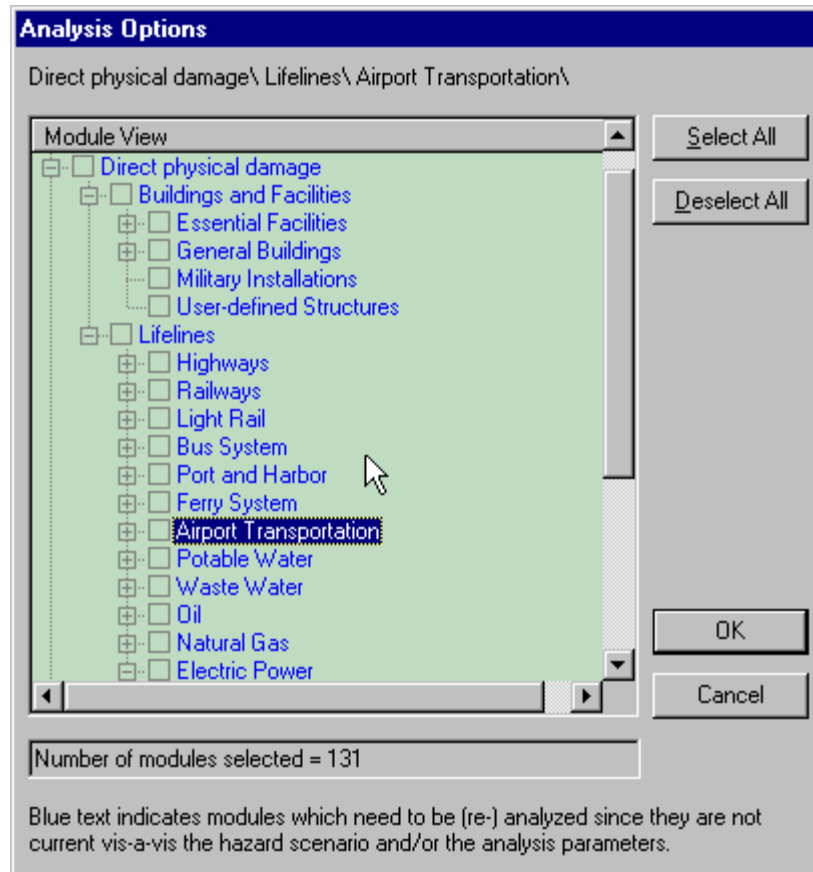 Analysis Options
Direct physical damage\ Lifelines\ Airport Transportation\
Module View
Select All
Direct physical damage
Buildings and Facilities
Deselect All
Essential Facilities
General Buildings
Military Installations
User-defined Structures
Lifelines
Highways
Railways
Light Rail
Bus System
Port and Harbor
Ferry System
Airport Transportation
Potable Water
Waste Water
Oil
Natural Gas
OK
Electric Power
Cancel
Number of modules selected = 131
Blue text indicates modules which need to be (re-) analyzed since they are not
current vis-a-vis the hazard scenario and/or the analysis parameters.